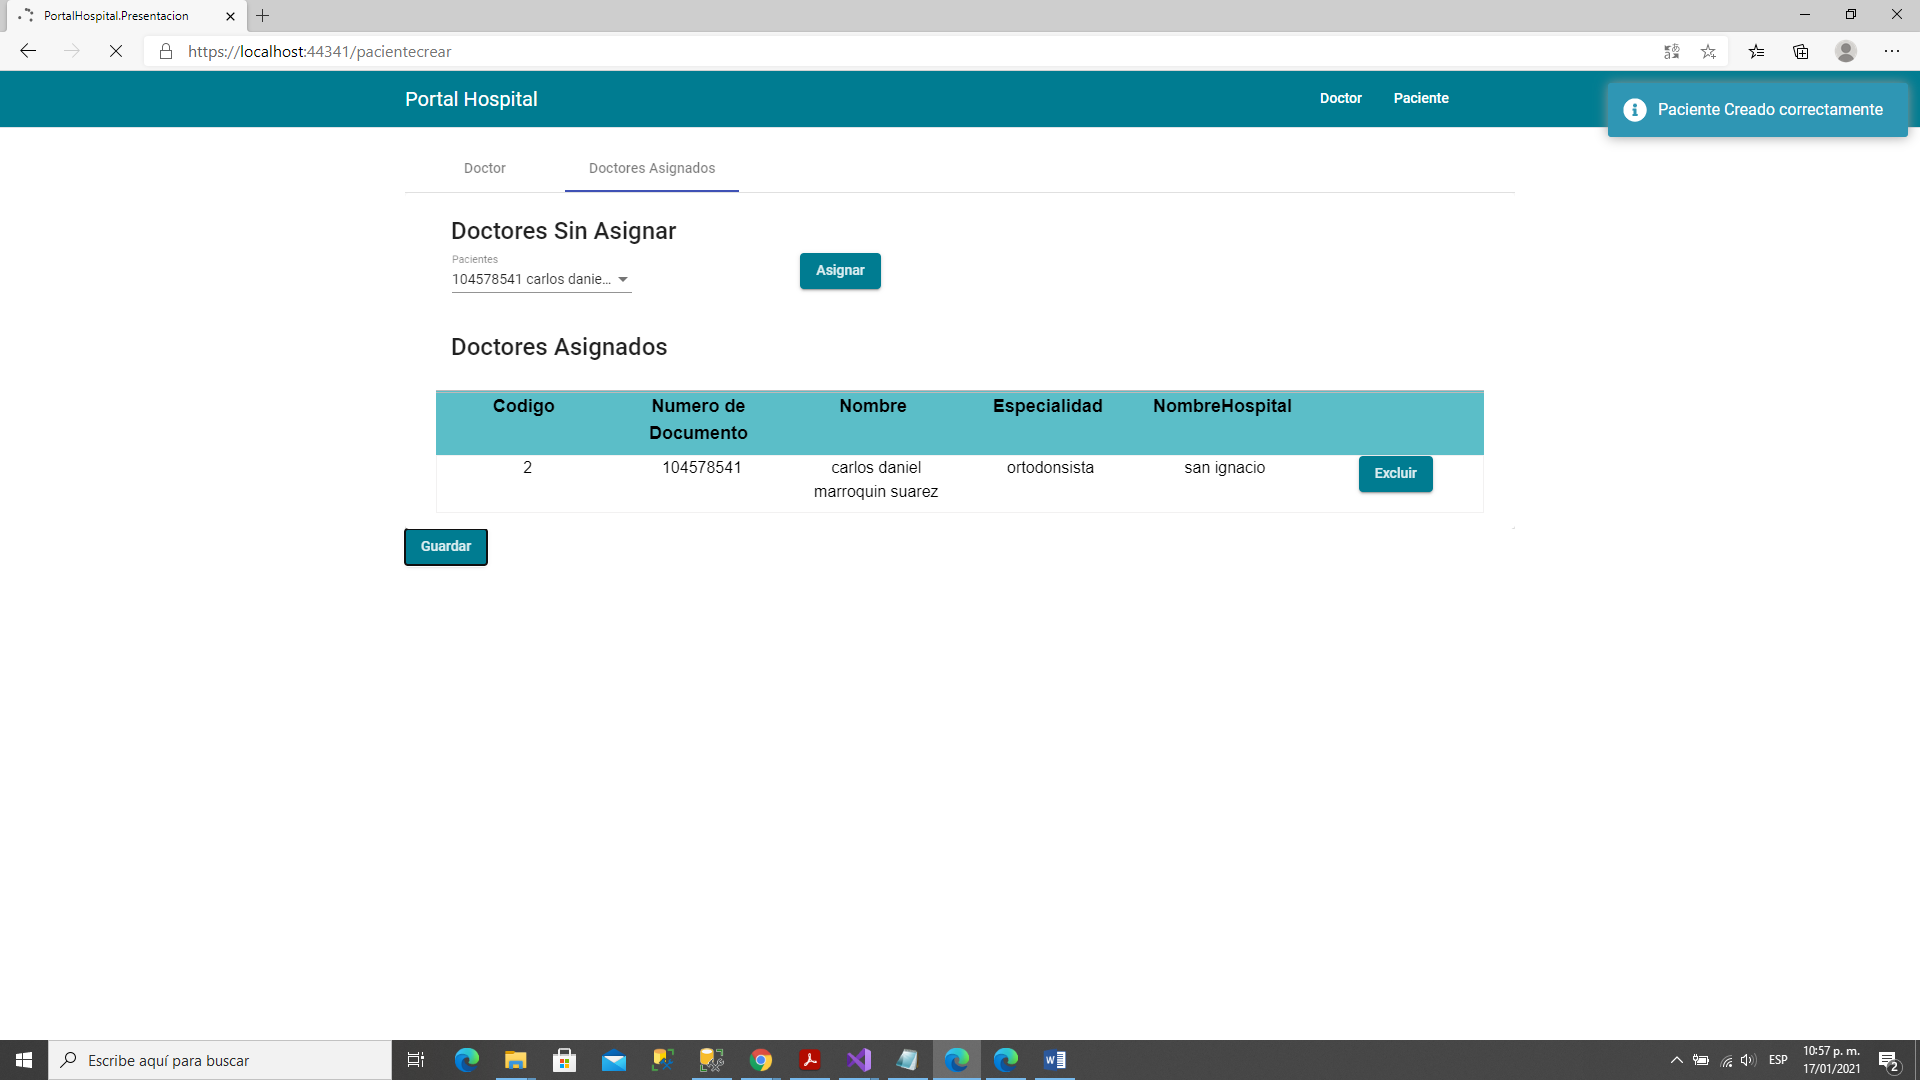 PortalHospital.Presentacion
https://localhost:44341/pacientecrear
Portal Hospital
Doctor
Paciente
Paciente Creado correctamente
Doctor
Doctores Asignados
Doctores Sin Asignar
Pacientes
104578541 carlos danie...
Asignar
Doctores Asignados
Codigo
Numero de
Documento
Nombre
Especialidad
NombreHospital
2
104578541
carlos daniel
marroquin suarez
ortodonsista
san ignacio
Excluir
Guardar
Escribe aquí para buscar
ESP
10:57 p. m.
17/01/2021
2